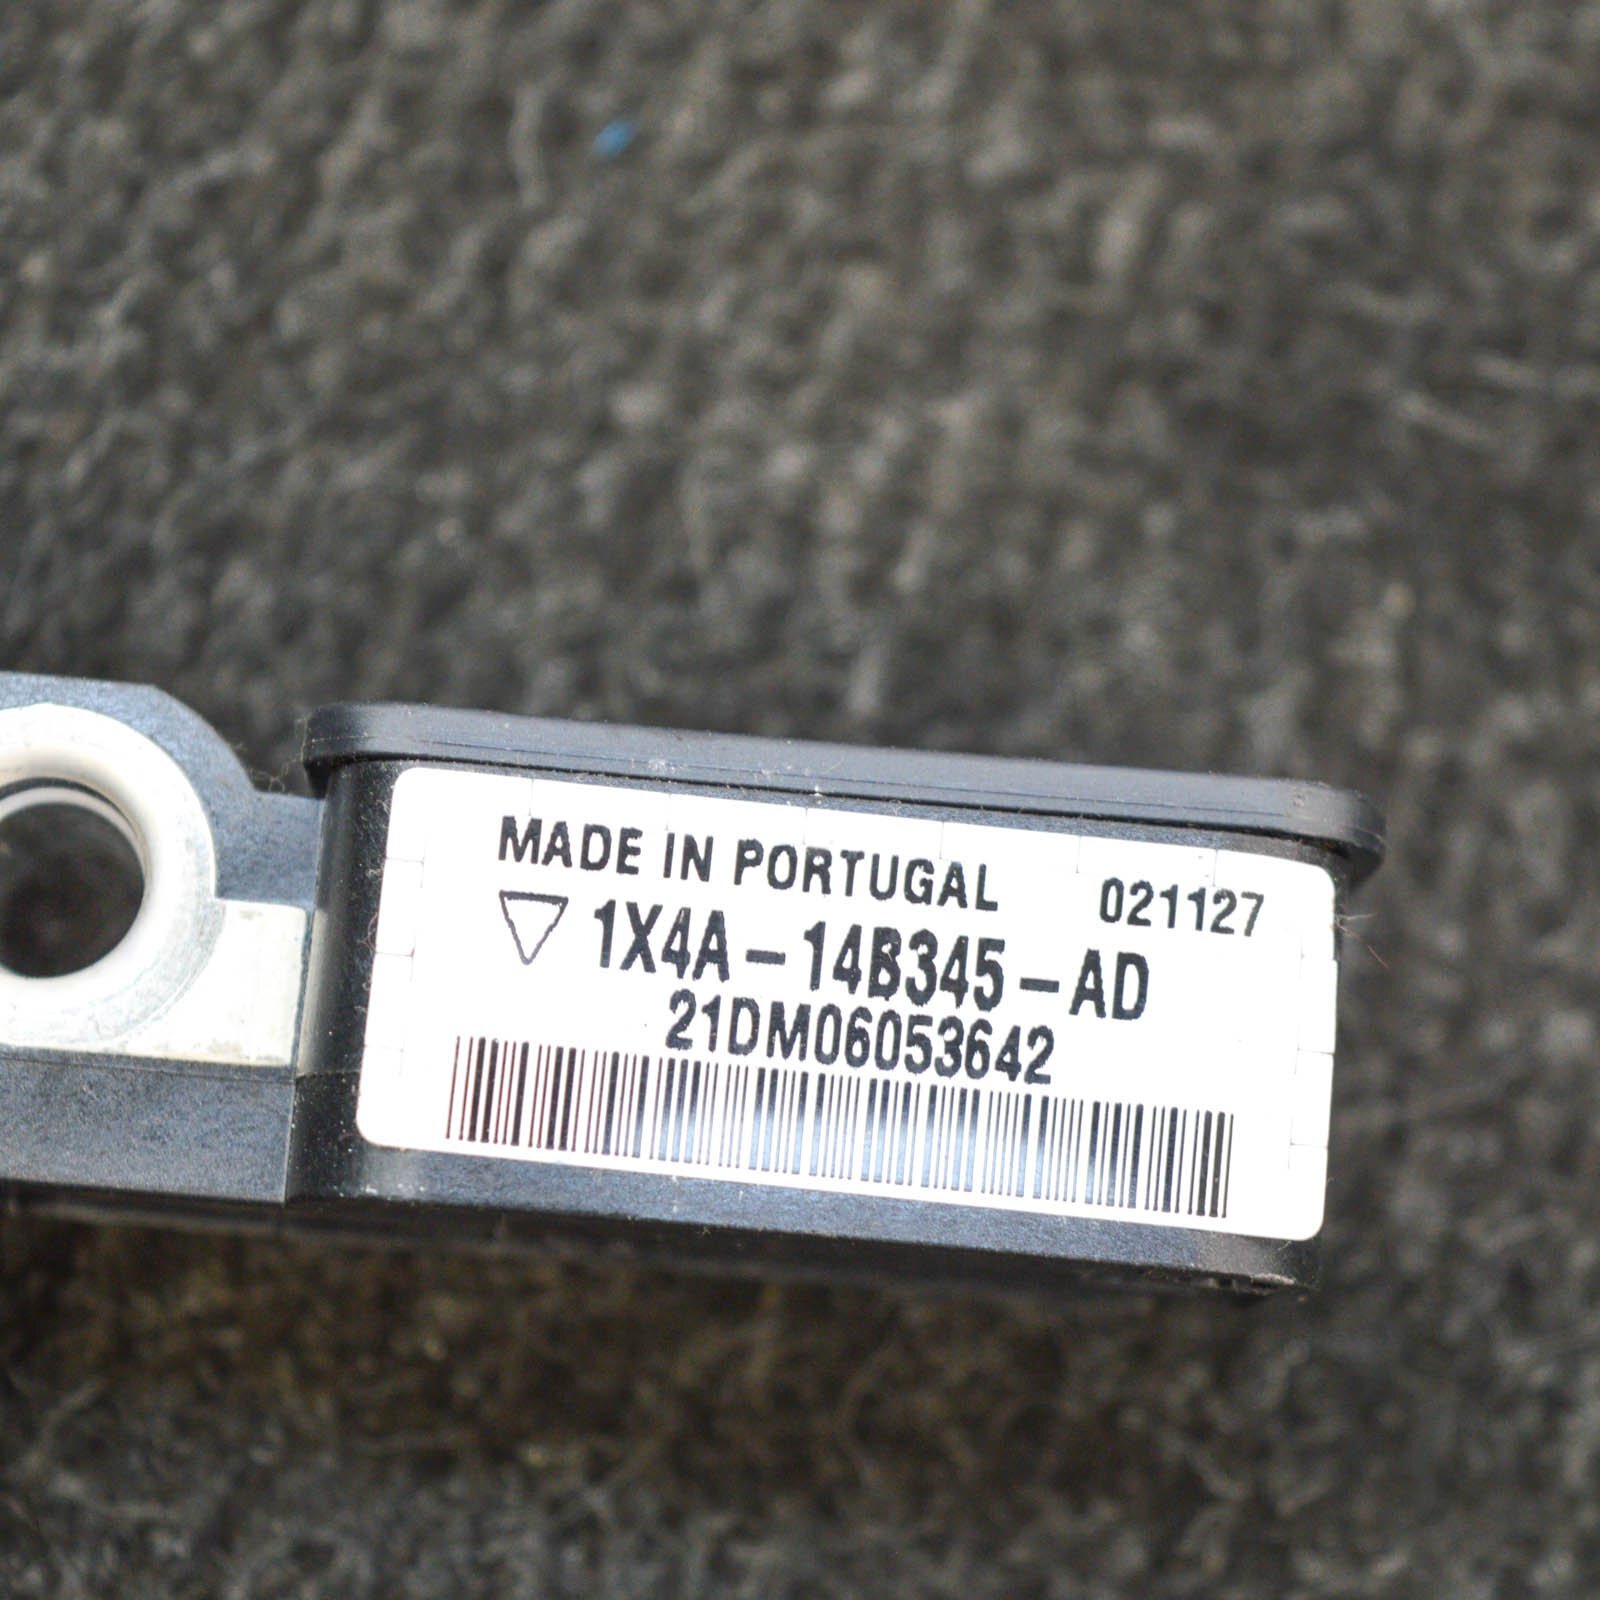 MADE IN PORTUGAL 021127
1X4A-14B345-AD
21DM06053642